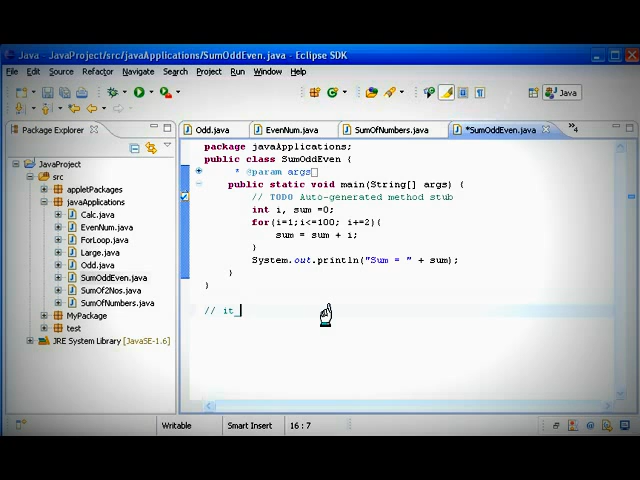 Java - JavaProject/src/javaApplications/SumOddEven.java - Eclipse SDK
File Edit Source Refactor Navigate Search Project Run Window Help
Java
Package Explorer
Odd.java EvenNum.java SumOfNumbers.java *SumOddEven.java »4
JavaProject
src
appletPackages
javaApplications
Calc.java
EvenNum.java
ForLoop.java
Large.java
Odd.java
SumOddEven.java
SumOf2Nos.java
SumOfNumbers.java
MyPackage
test
JRE System Library [JavaSE-1.6]
package javaApplications;
public class SumOddEven {
* @param args
public static void main(String[] args) {
// TODO Auto-generated method stub
int i, sum =0;
for(i=1;i<=100; i+=2){
sum = sum + i;
}
System.out.println("Sum = " + sum);
}
}
// it_
Writable Smart Insert 16 : 7